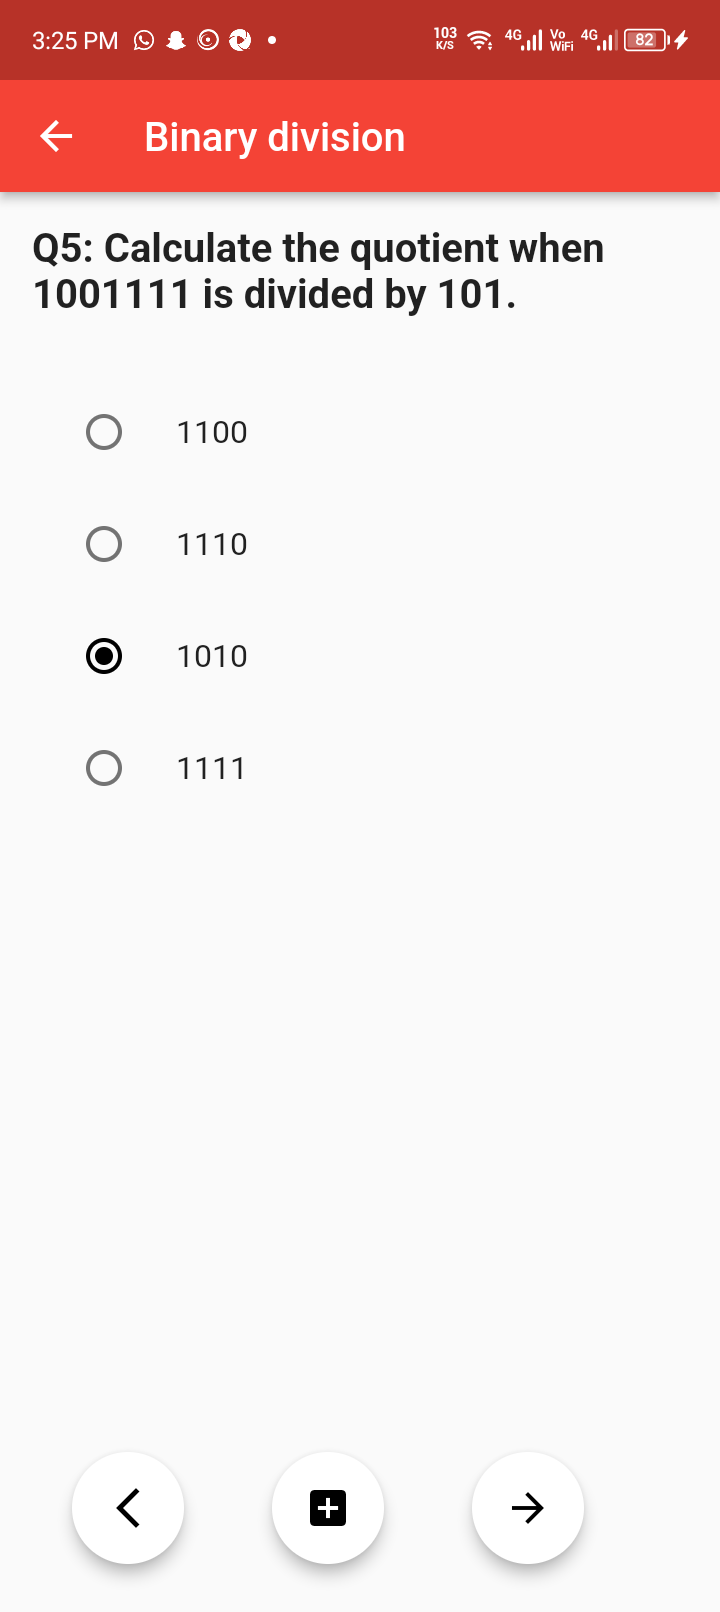 3:25 PM 103 K/S 4G Vo WiFi 4G 82
Binary division
Q5: Calculate the quotient when
1001111 is divided by 101.
1100
1110
1010
1111